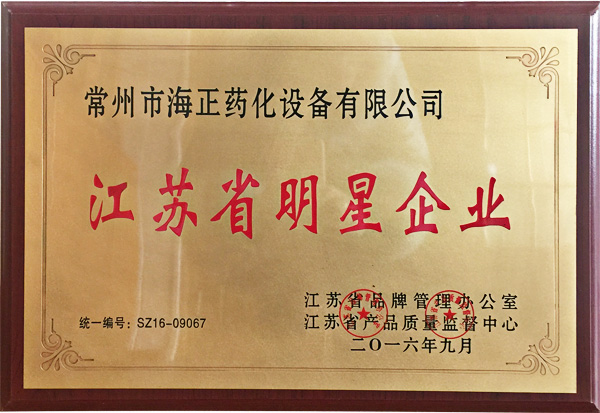 常州市海正药化设备有限公司
江苏省明星企业
江苏省品牌管理办公室
统一编号：SZ16-09067
江苏省产品质量监督中心
二〇一六年九月